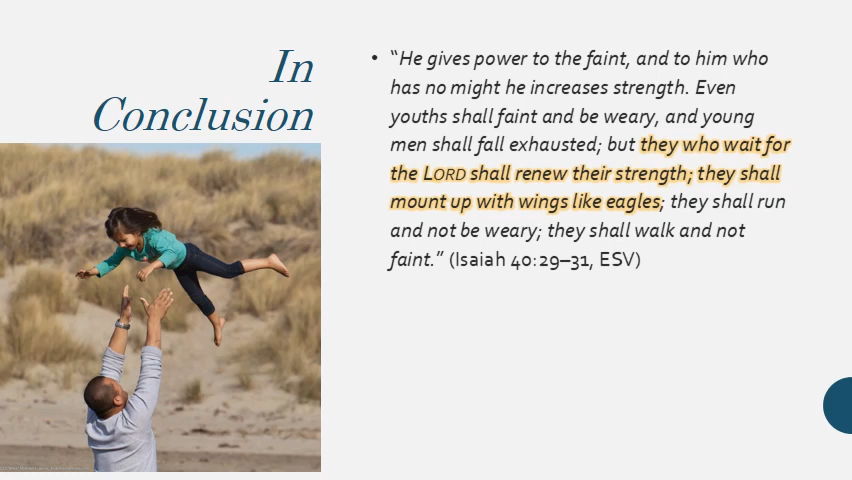 In
Conclusion
• “He gives power to the faint, and to him who
has no might he increases strength. Even
youths shall faint and be weary, and young
men shall fall exhausted; but they who wait for
the LORD shall renew their strength; they shall
mount up with wings like eagles; they shall run
and not be weary; they shall walk and not
faint.” (Isaiah 40:29–31, ESV)